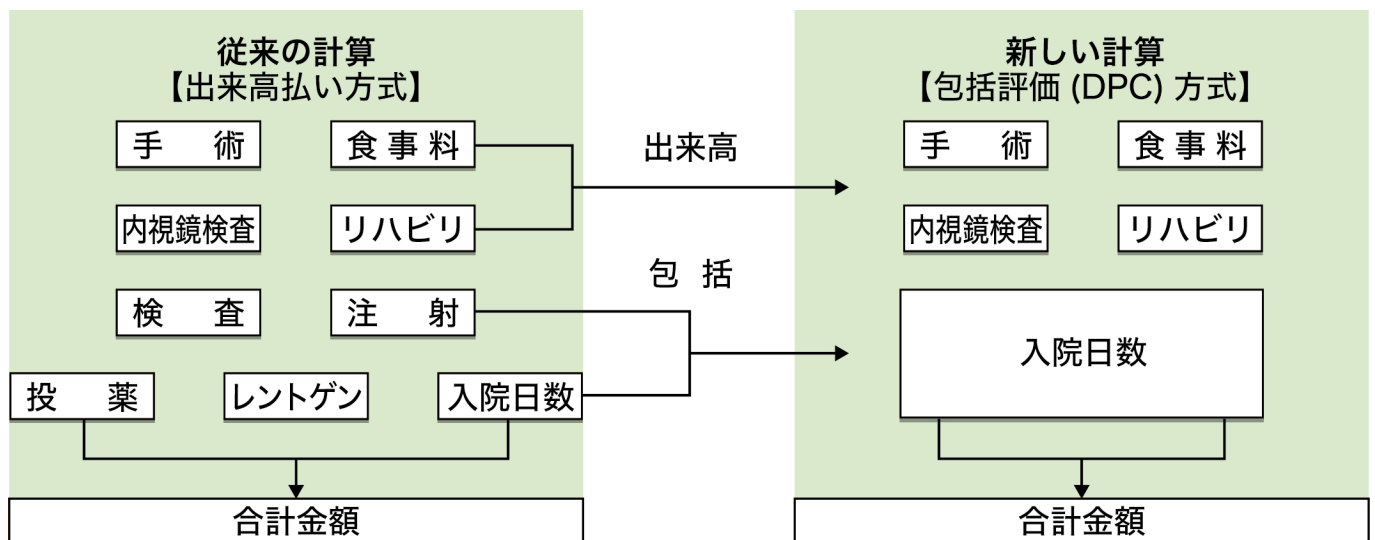 従来の計算
【出来高払い方式】
手 術
食事料
内視鏡検査
リハビリ
検 査
注 射
投 薬
レントゲン
入院日数
合計金額
出来高
包 括
新しい計算
【包括評価 (DPC) 方式】
手 術
食事料
内視鏡検査
リハビリ
入院日数
合計金額